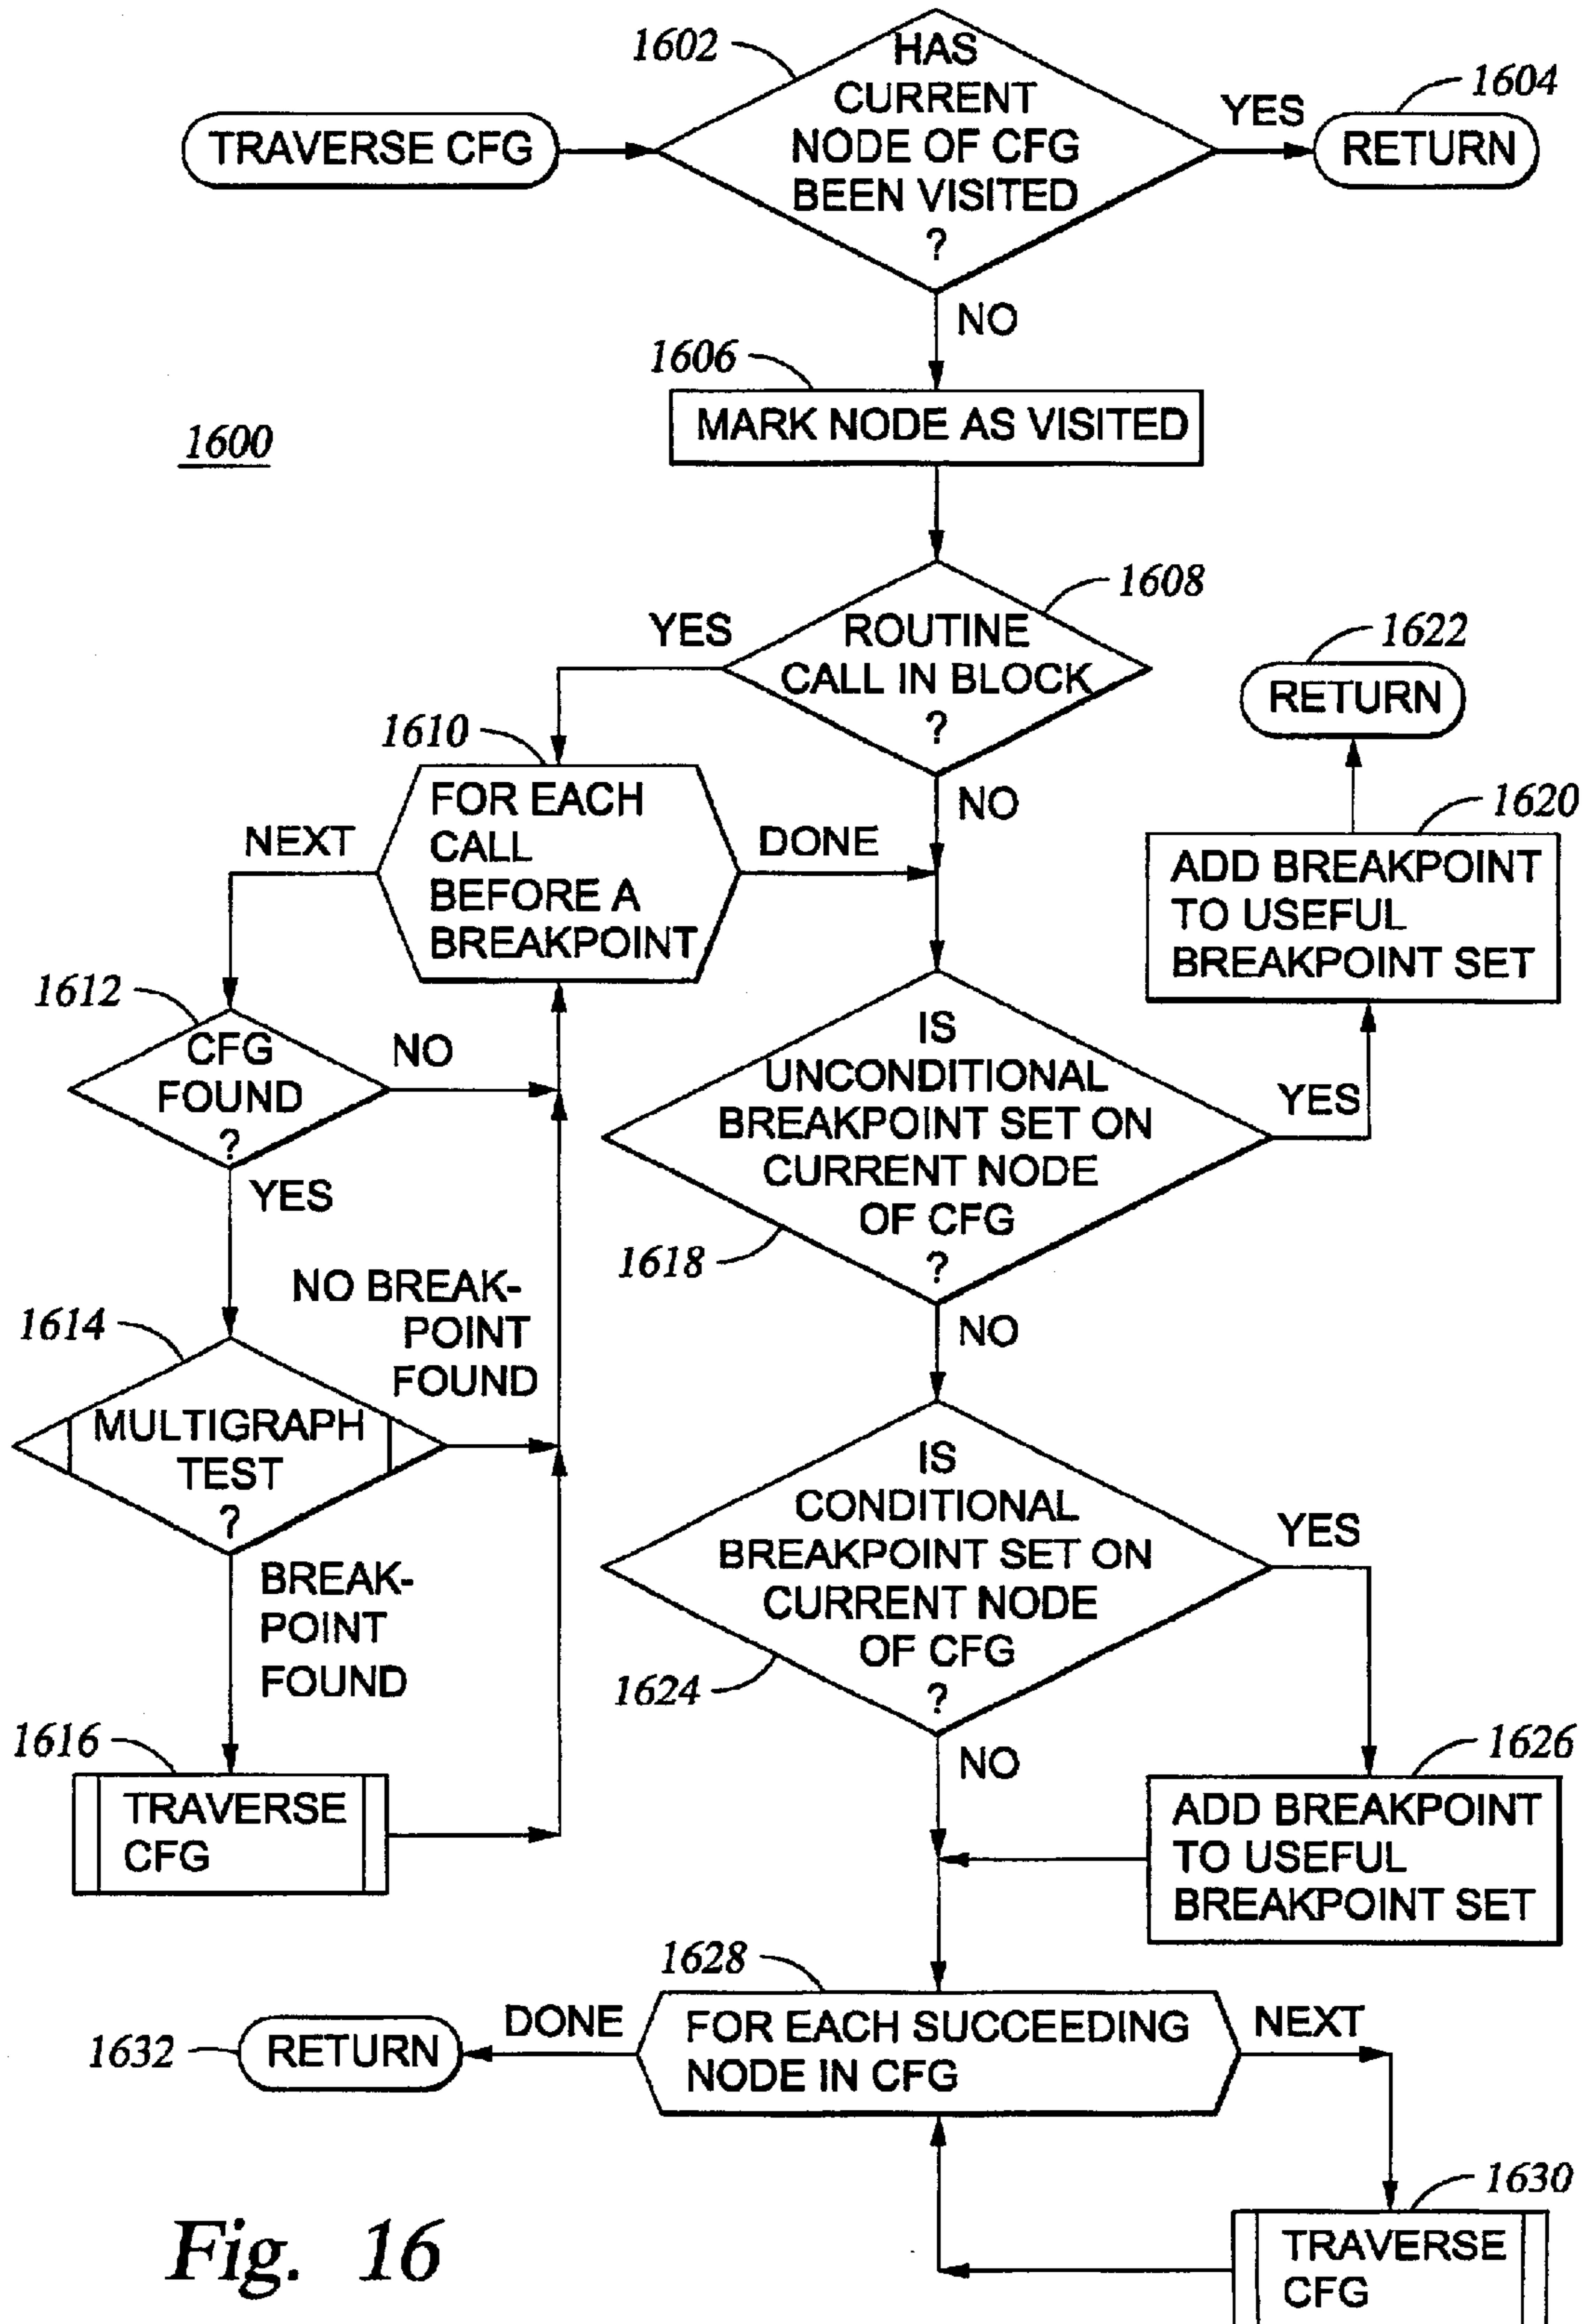 1602
HAS
CURRENT
NODE OF CFG
BEEN VISITED
?
TRAVERSE CFG
YES
1604
RETURN
NO
1606
MARK NODE AS VISITED
1600
1608
YES
ROUTINE
CALL IN BLOCK
?
NO
1622
RETURN
1610
FOR EACH
CALL
BEFORE A
BREAKPOINT
NEXT
DONE
1620
ADD BREAKPOINT
TO USEFUL
BREAKPOINT SET
1612
CFG
FOUND
?
NO
YES
IS
UNCONDITIONAL
BREAKPOINT SET ON
CURRENT NODE
OF CFG
?
YES
1618
NO
NO BREAK-
POINT
FOUND
1614
MULTIGRAPH
TEST
?
BREAK-
POINT
FOUND
IS
CONDITIONAL
BREAKPOINT SET ON
CURRENT NODE
OF CFG
?
YES
1624
NO
1616
TRAVERSE
CFG
1626
ADD BREAKPOINT
TO USEFUL
BREAKPOINT SET
1628
FOR EACH SUCCEEDING
NODE IN CFG
DONE
NEXT
1632
RETURN
1630
TRAVERSE
CFG
Fig. 16